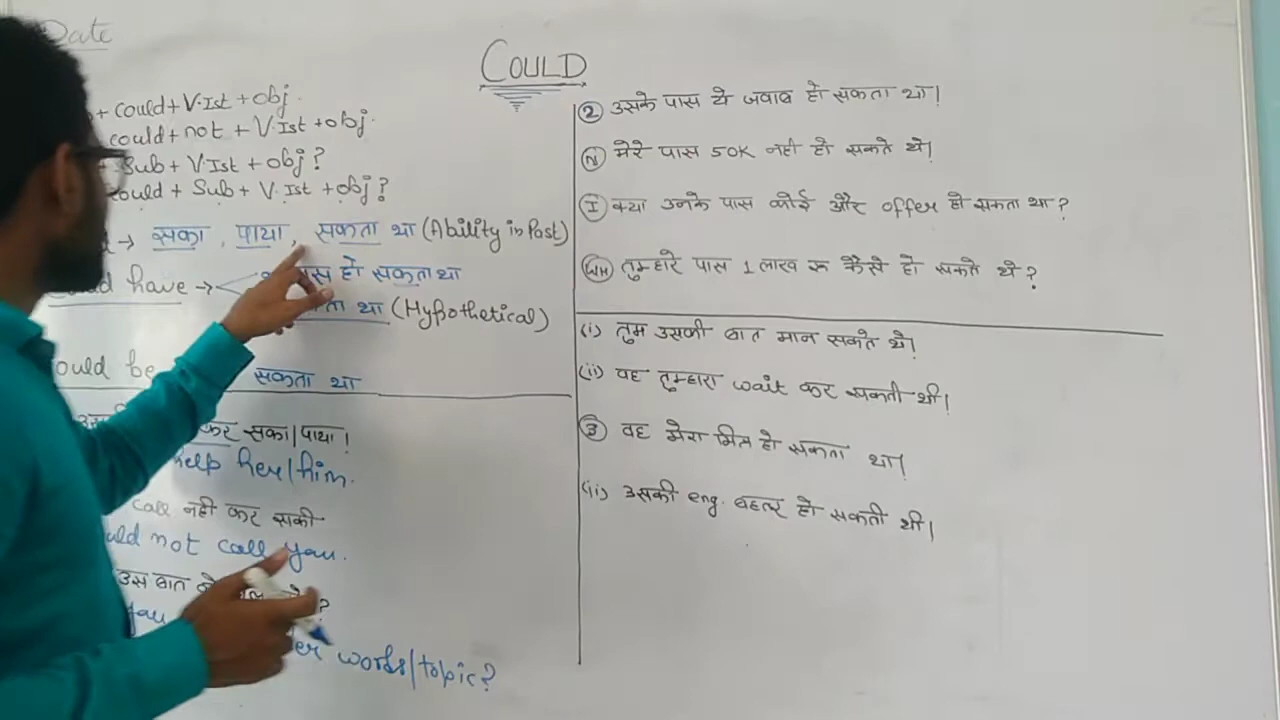 Date
COULD
+ could + V.Ist + obj.
could + not + V.Ist + obj.
Sub + V.Ist + obj?
ould + Sub + V.Ist + obj?
→ सका, पाया, सकता था (Ability in Past)
have → पास हो सकता था
ता था (Hypothetical)
ould be सकता था
कर सका/पाया!
help her/him.
call नही कर सकी
uld not call you.
उस बात
you
words/topic?
(2) उसके पास ये जवाब हो सकता था!
(N) मेरे पास 50K नही हो सकते थे!
(I) क्या उनके पास कोई और offer हो सकता था?
(WH) तुम्हारे पास 1 लाख रू कैसे हो सकते थे?
(i) तुम उसकी बात मान सकते थे!
(ii) वह तुम्हारा wait कर सकती थी!
(3) वह मेरा मित्र हो सकता था!
(ii) उसकी eng. बहतर हो सकती थी!